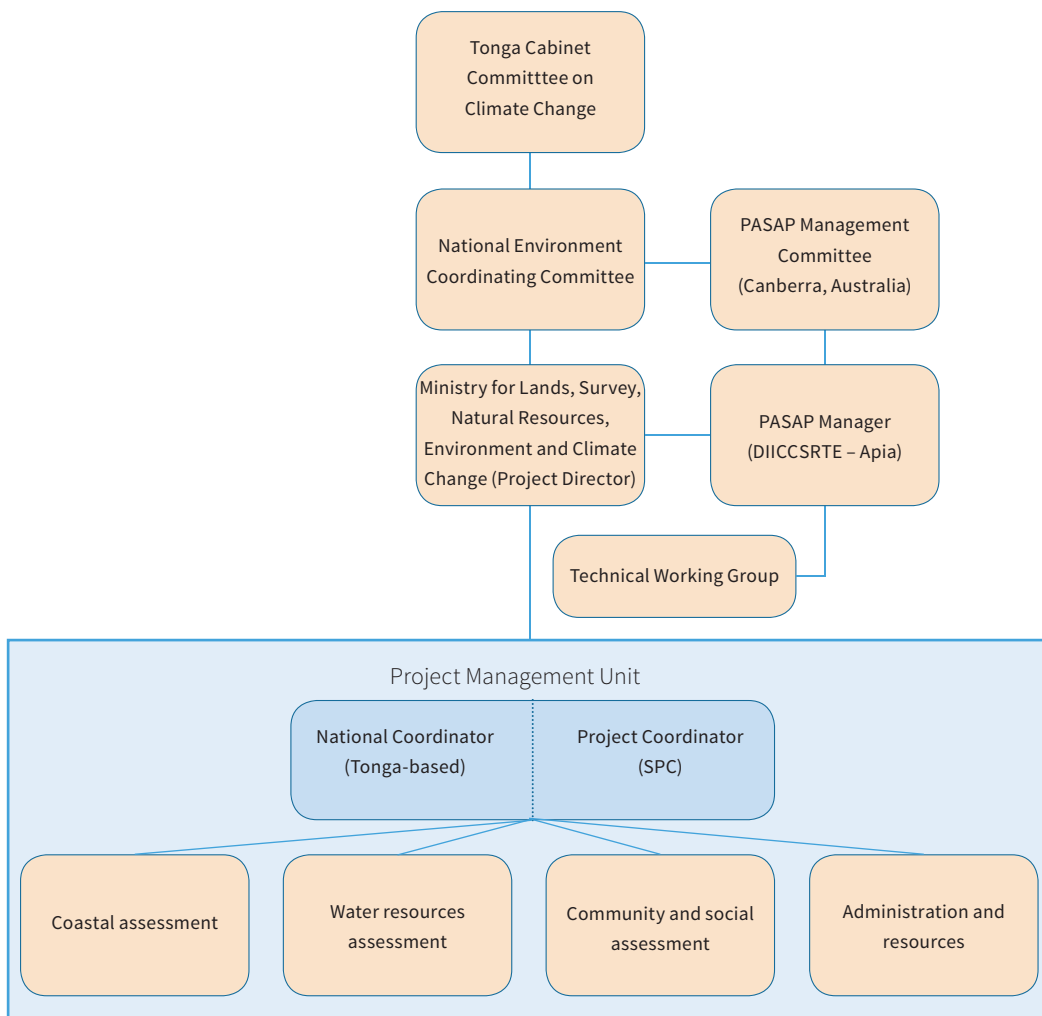 Tonga Cabinet
Committtee on
Climate Change
National Environment
Coordinating Committee
PASAP Management
Committee
(Canberra, Australia)
Ministry for Lands, Survey,
Natural Resources,
Environment and Climate
Change (Project Director)
PASAP Manager
(DIICCSRTE – Apia)
Technical Working Group
Project Management Unit
National Coordinator
(Tonga-based)
Project Coordinator
(SPC)
Coastal assessment
Water resources
assessment
Community and social
assessment
Administration and
resources